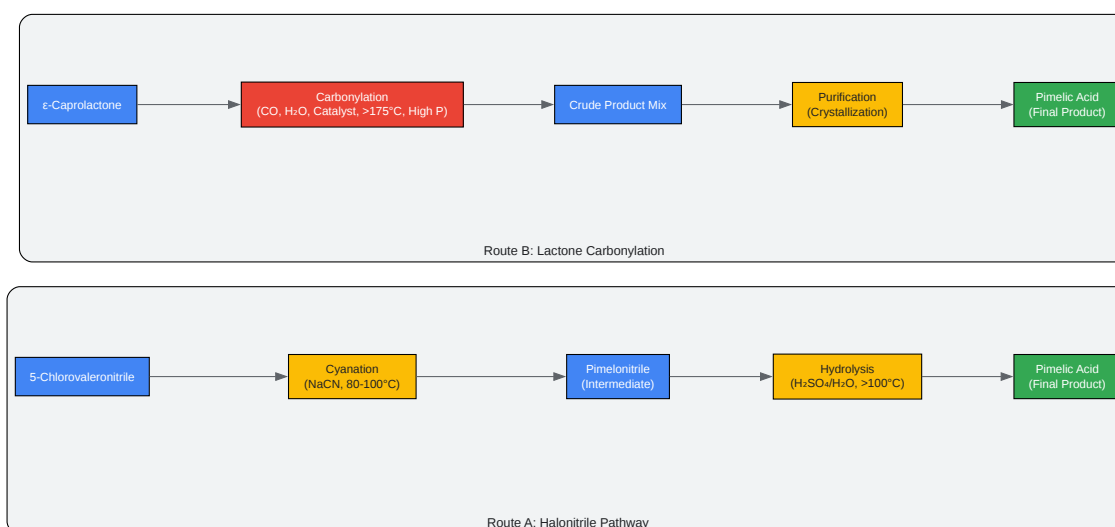 ε-Caprolactone
Carbonylation
(CO, H₂O, Catalyst, >175°C, High P)
Crude Product Mix
Purification
(Crystallization)
Pimelic Acid
(Final Product)
Route B: Lactone Carbonylation
5-Chlorovaleronitrile
Cyanation
(NaCN, 80-100°C)
Pimelonitrile
(Intermediate)
Hydrolysis
(H₂SO₄/H₂O, >100°C)
Pimelic Acid
(Final Product)
Route A: Halonitrile Pathway